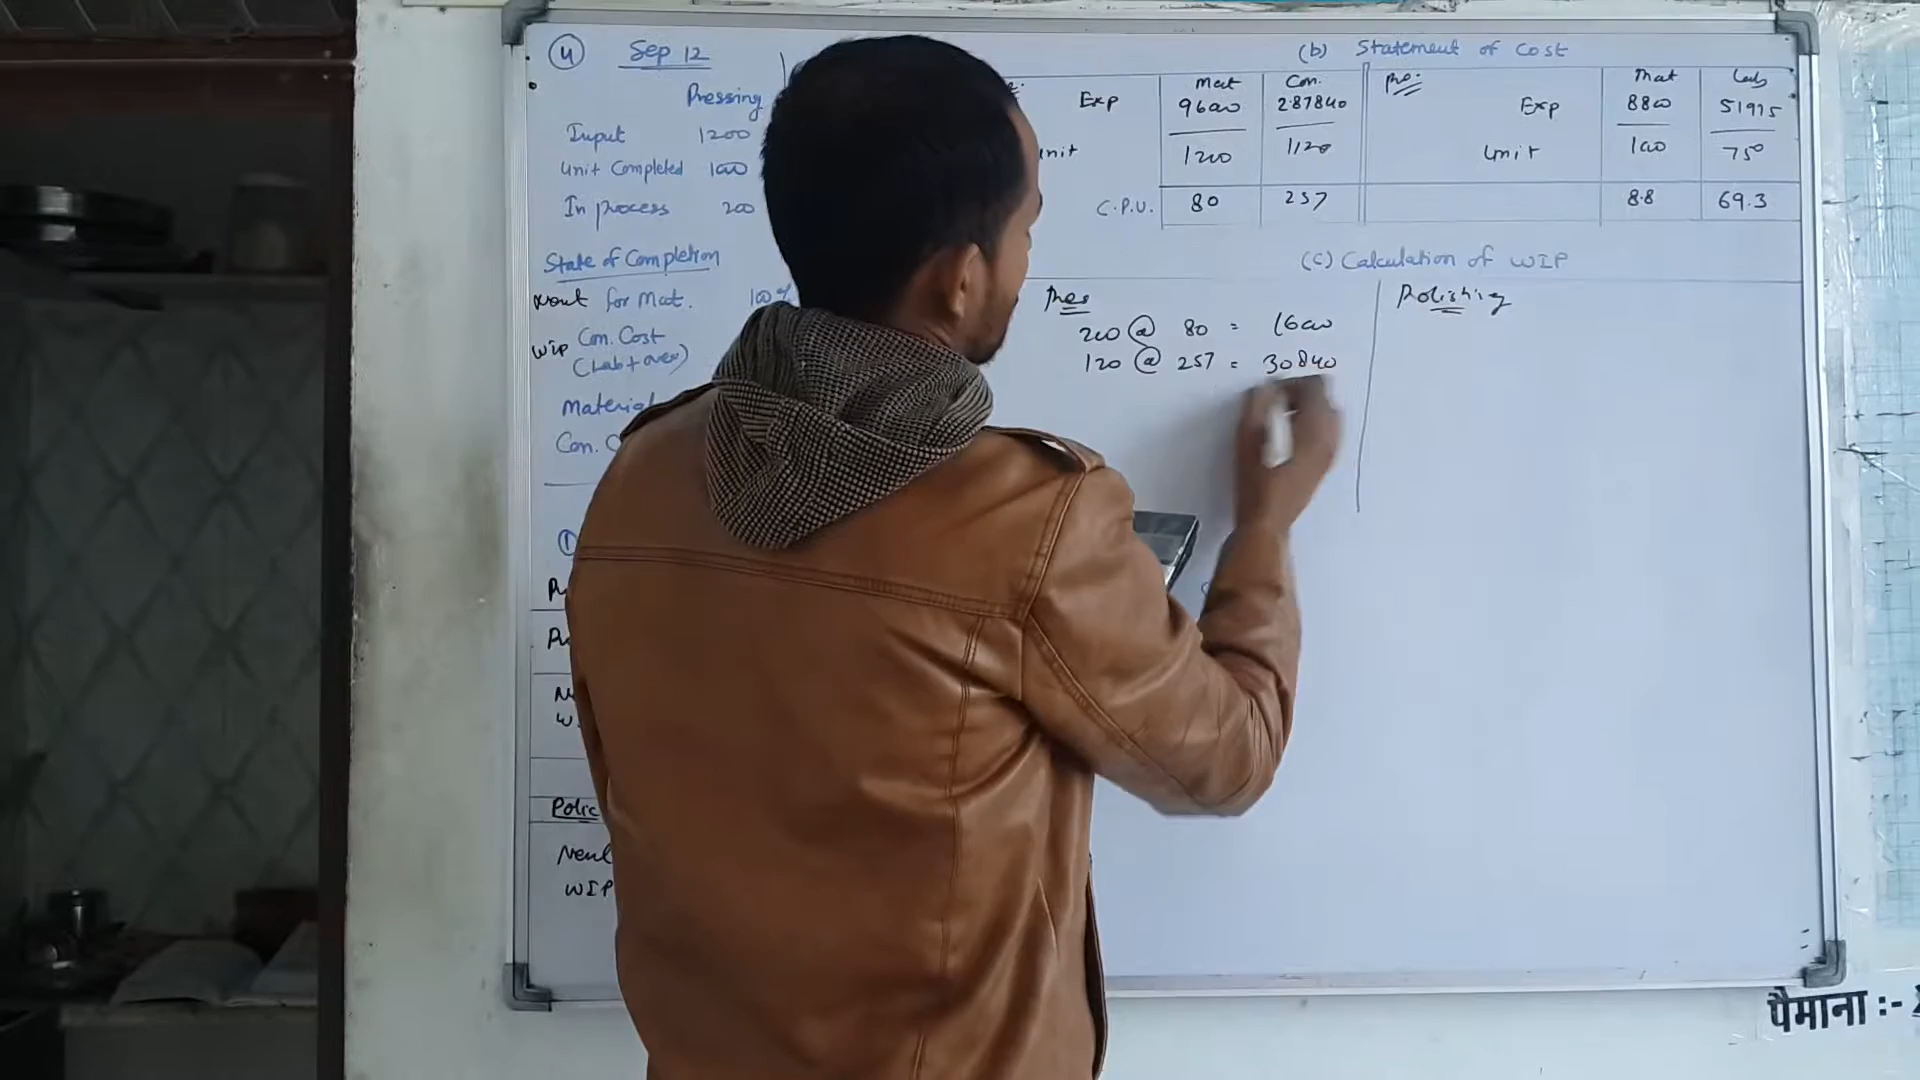 4 Sep 12
Pressing
Input 1200
Unit Completed 1000
In process 200
State of Completion
for Mat. 100%
WIP Con. Cost
(Lab + over)
Material
Con.
(b) Statement of Cost
Mat Con.
Exp 96000 287840
unit 1200 1120
C.P.U. 80 257
Mat Lab
Exp 8800 51975
Unit 1000 750
8.8 69.3
(c) Calculation of WIP
Pres
200 @ 80 = 16000
120 @ 257 = 30840
Polishing
WIP
पैमाना :-